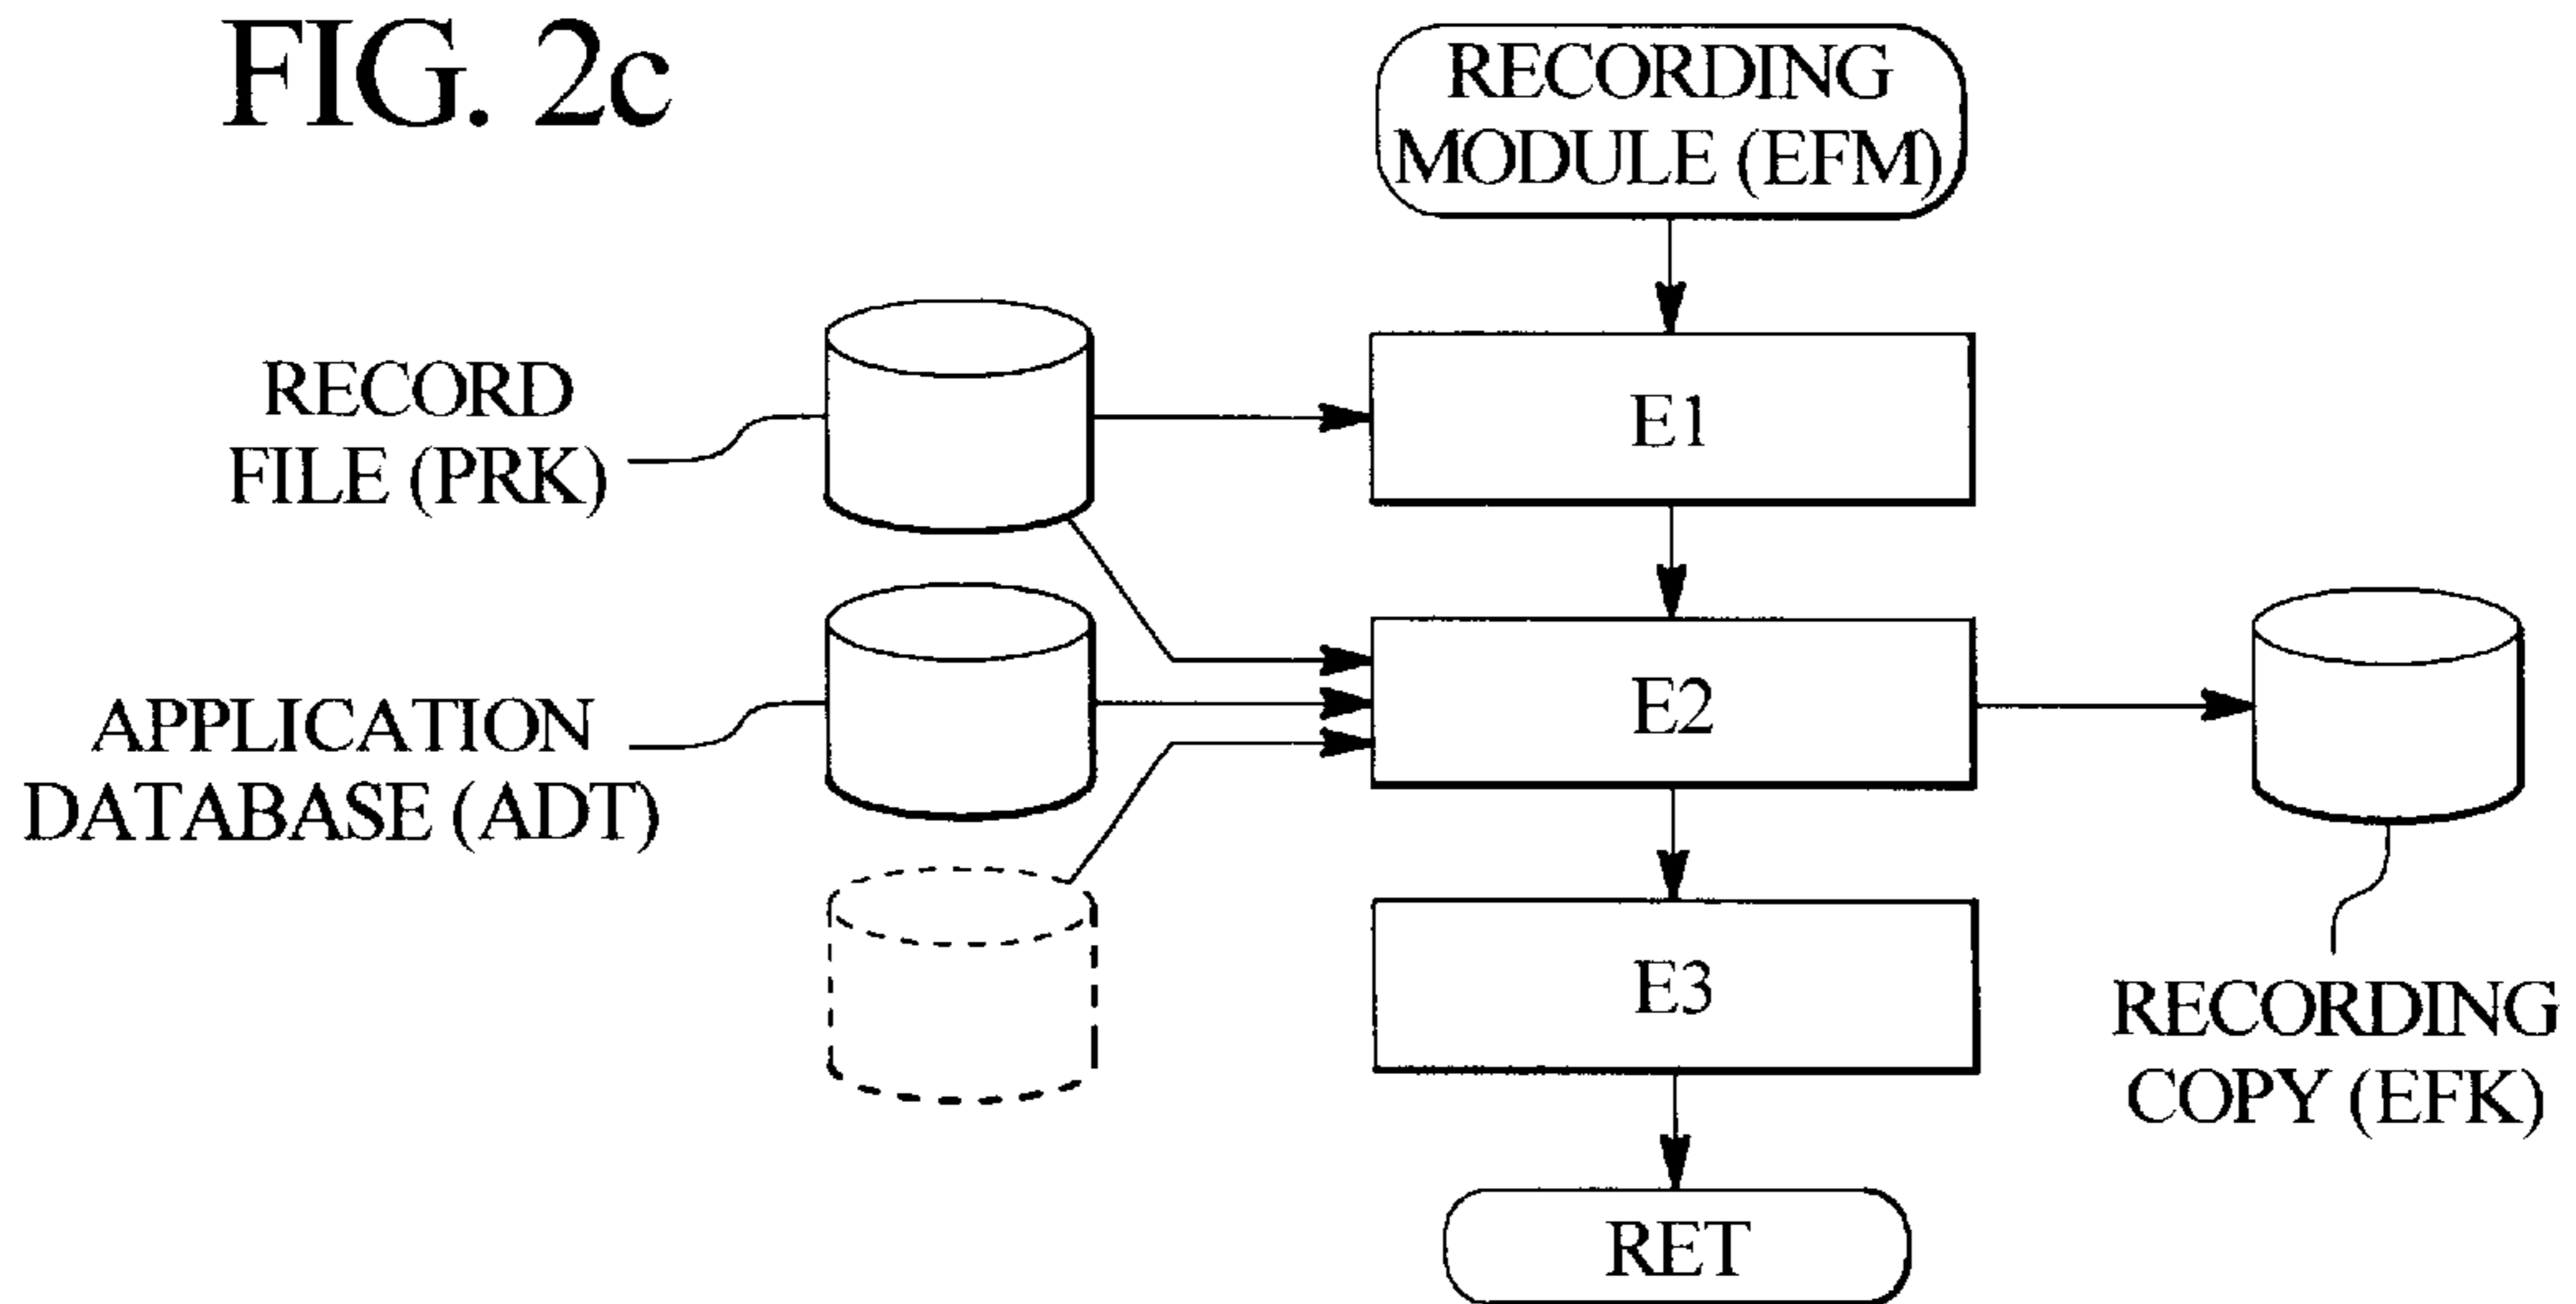 FIG. 2c
RECORDING
MODULE (EFM)
RECORD
FILE (PRK)
E1
APPLICATION
DATABASE (ADT)
E2
E3
RECORDING
COPY (EFK)
RET